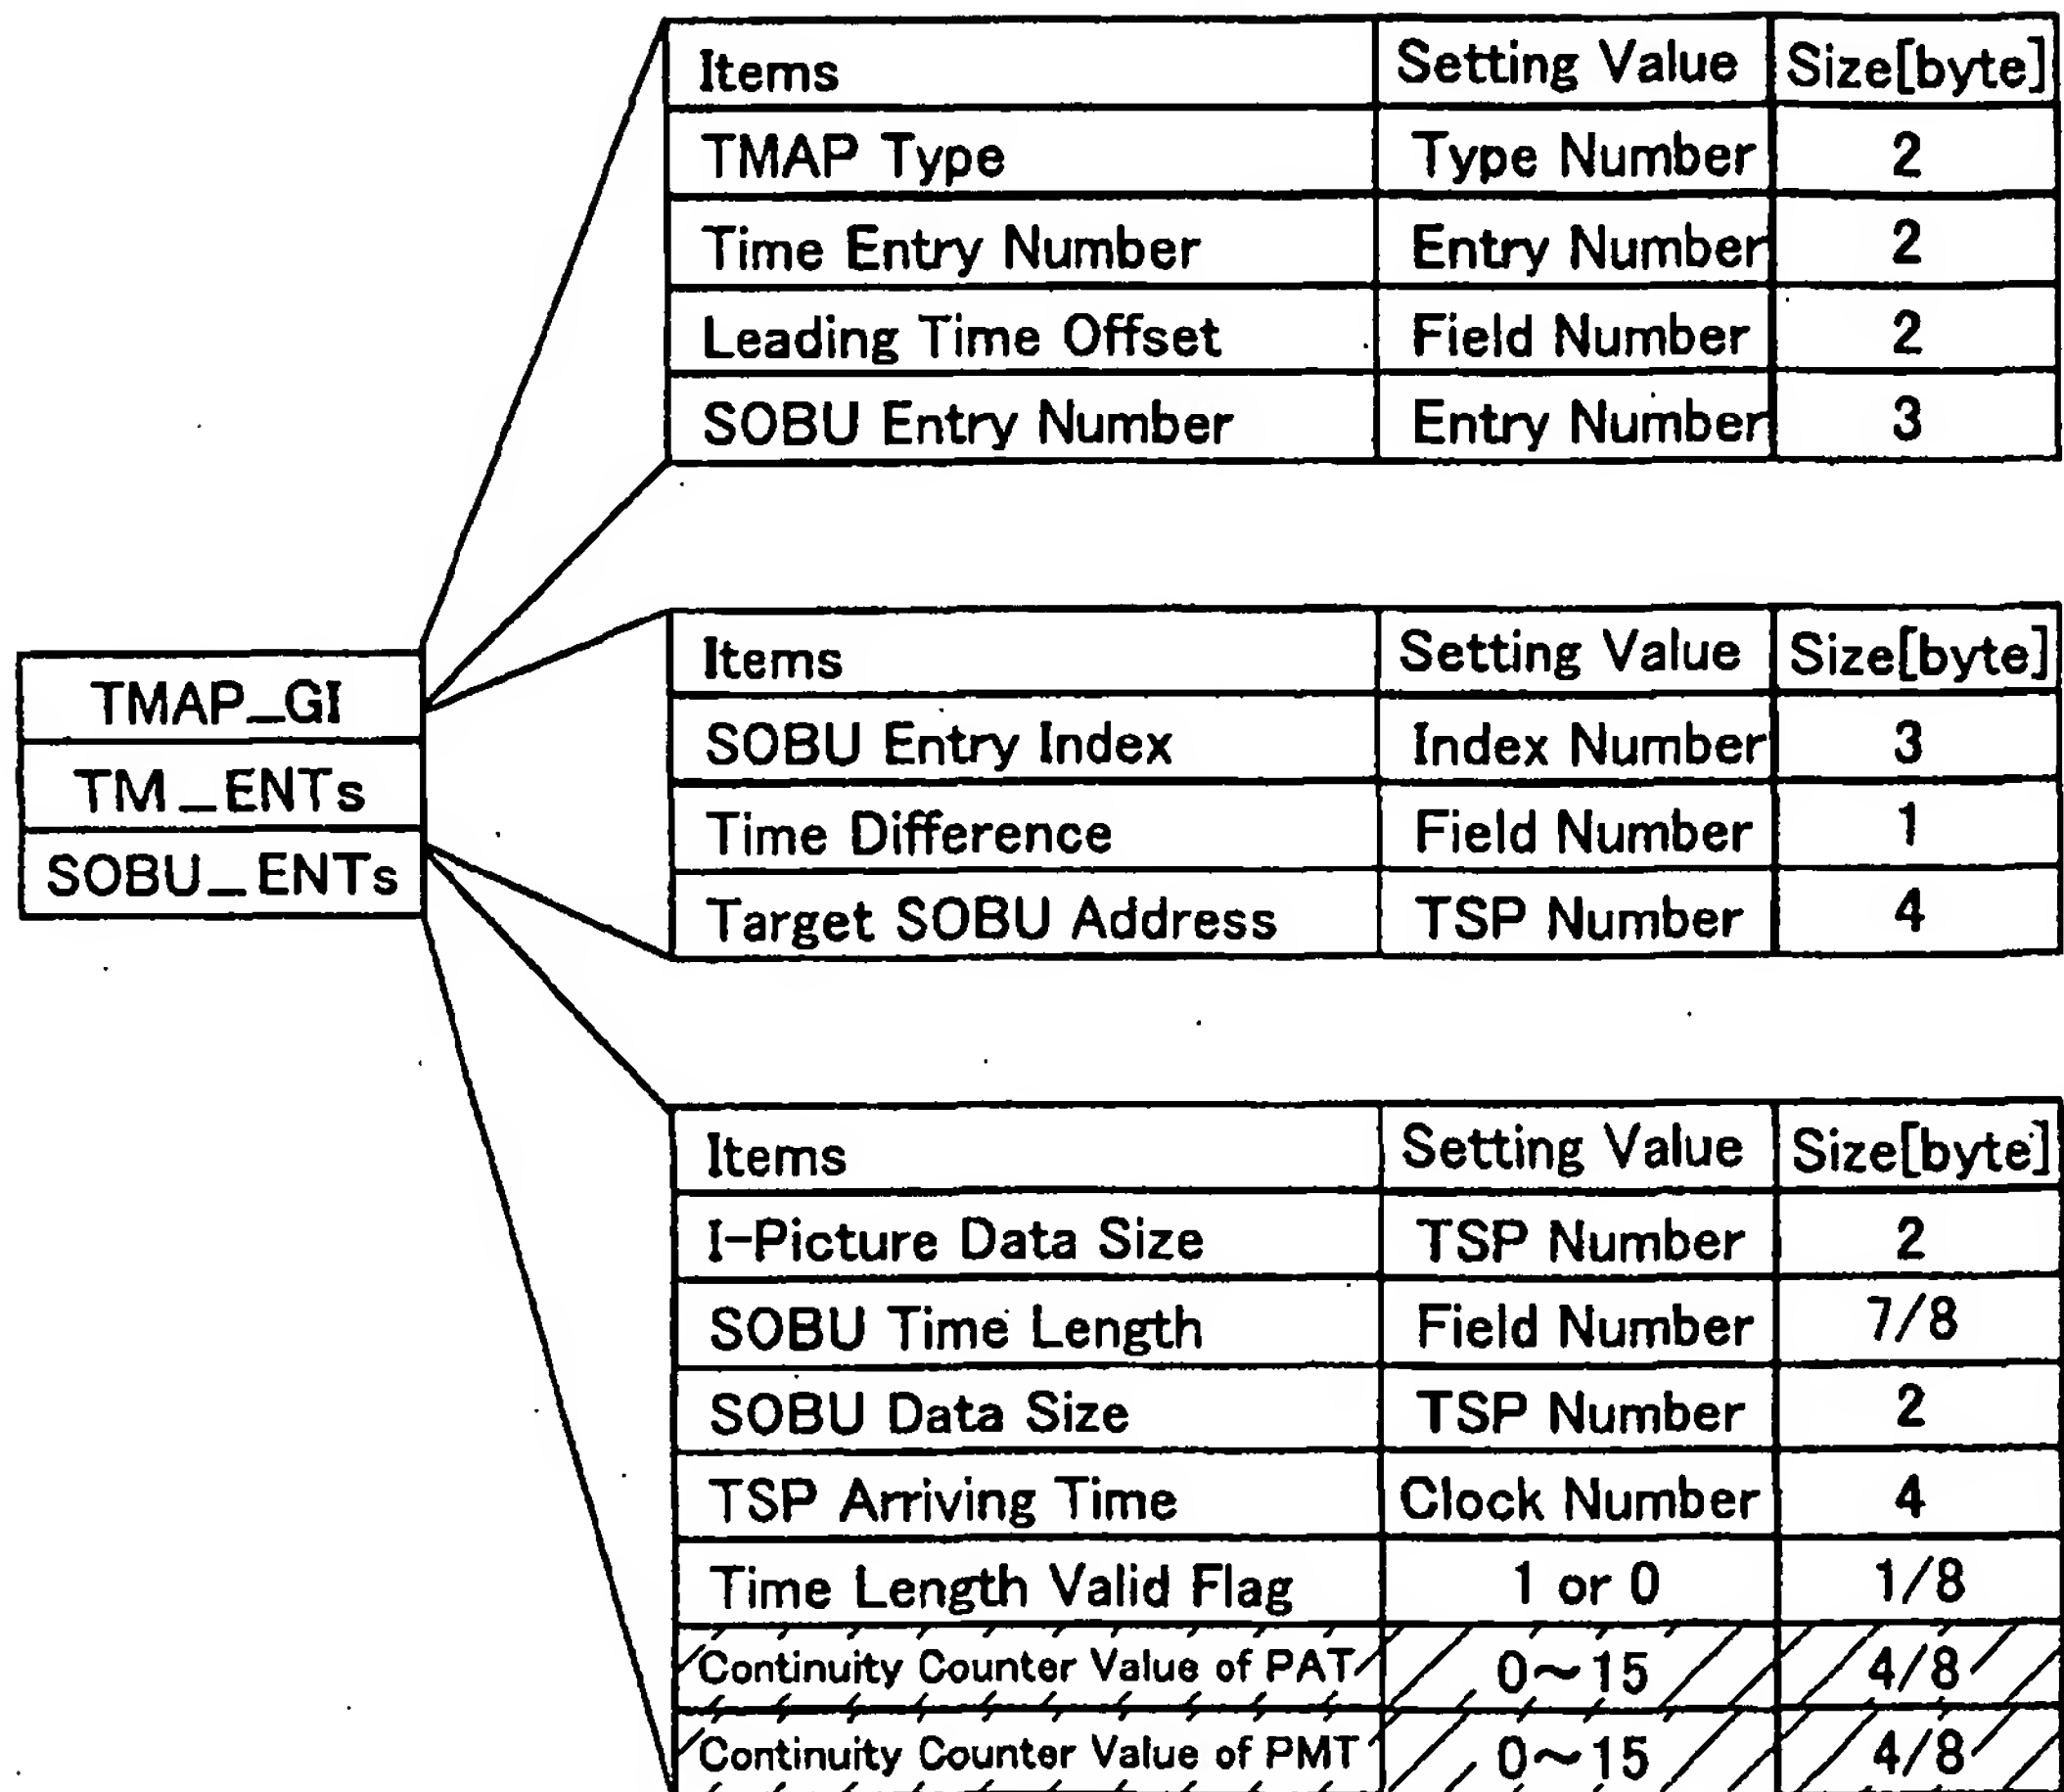 Items Setting Value Size[byte]
TMAP Type Type Number 2
Time Entry Number Entry Number 2
Leading Time Offset Field Number 2
SOBU Entry Number Entry Number 3
TMAP_GI
TM_ENTs
SOBU_ENTs
Items Setting Value Size[byte]
SOBU Entry Index Index Number 3
Time Difference Field Number 1
Target SOBU Address TSP Number 4
Items Setting Value Size[byte]
I-Picture Data Size TSP Number 2
SOBU Time Length Field Number 7/8
SOBU Data Size TSP Number 2
TSP Arriving Time Clock Number 4
Time Length Valid Flag 1 or 0 1/8
Continuity Counter Value of PAT 0~15 4/8
Continuity Counter Value of PMT 0~15 4/8